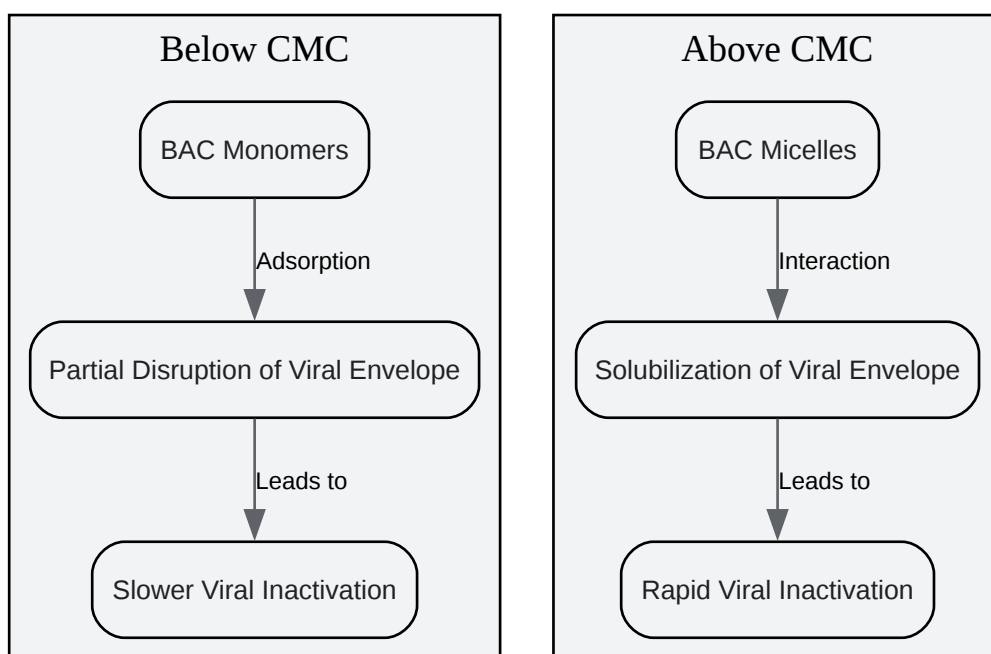 Below CMC
BAC Monomers
Adsorption
Partial Disruption of Viral Envelope
Leads to
Slower Viral Inactivation
Above CMC
BAC Micelles
Interaction
Solubilization of Viral Envelope
Leads to
Rapid Viral Inactivation